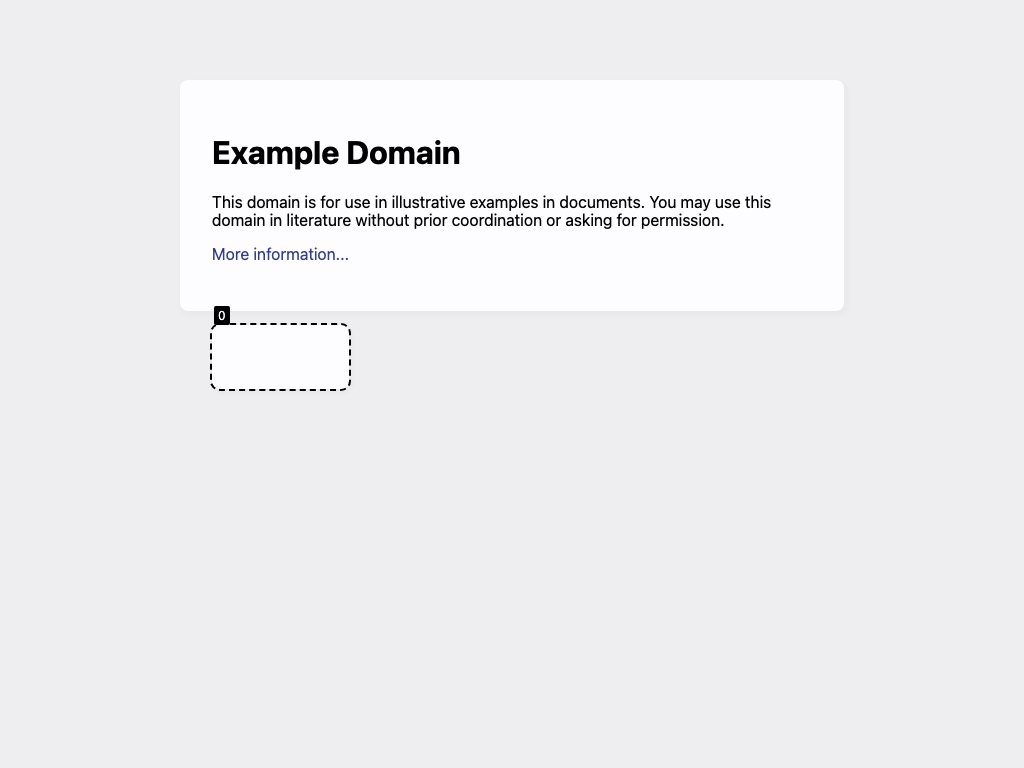 Example Domain
This domain is for use in illustrative examples in documents. You may use this
domain in literature without prior coordination or asking for permission.
More information...
0